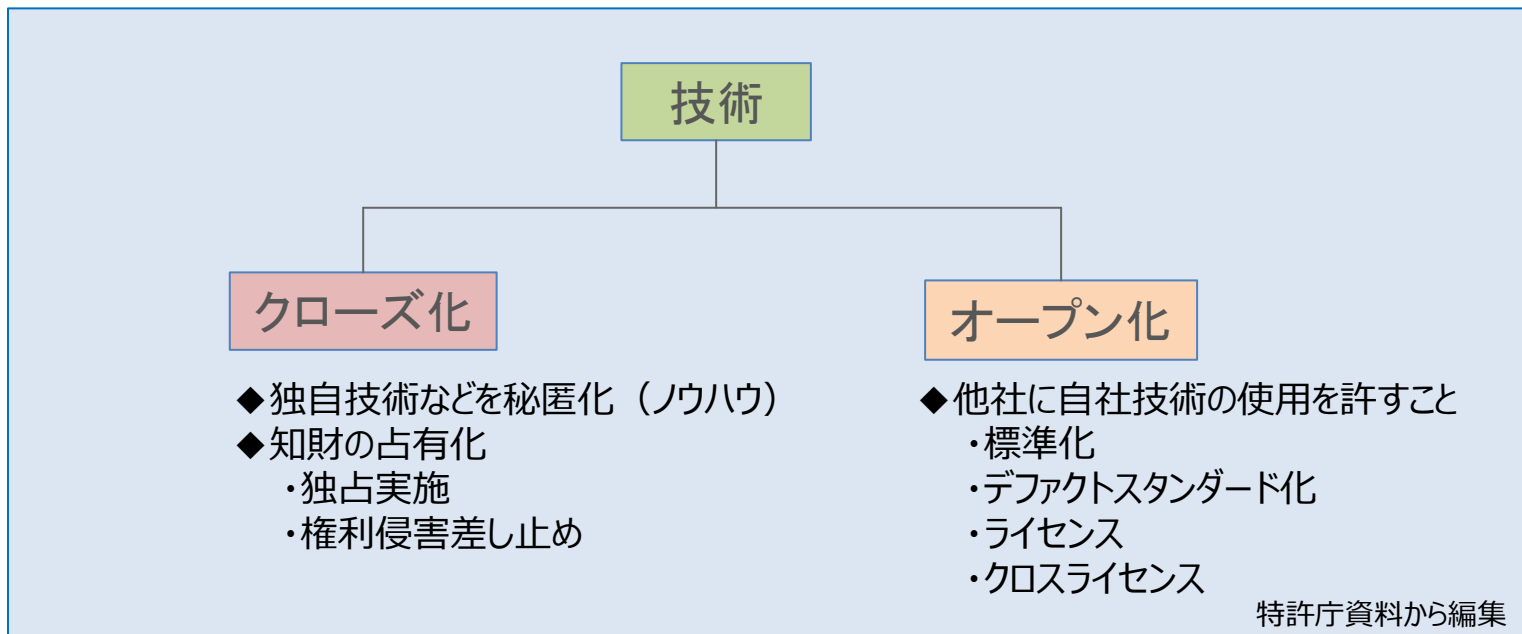 技術
クローズ化
◆独自技術などを秘匿化（ノウハウ）
◆知財の占有化
・独占実施
・権利侵害差し止め
オープン化
◆他社に自社技術の使用を許すこと
・標準化
・デファクトスタンダード化
・ライセンス
・クロスライセンス
特許庁資料から編集